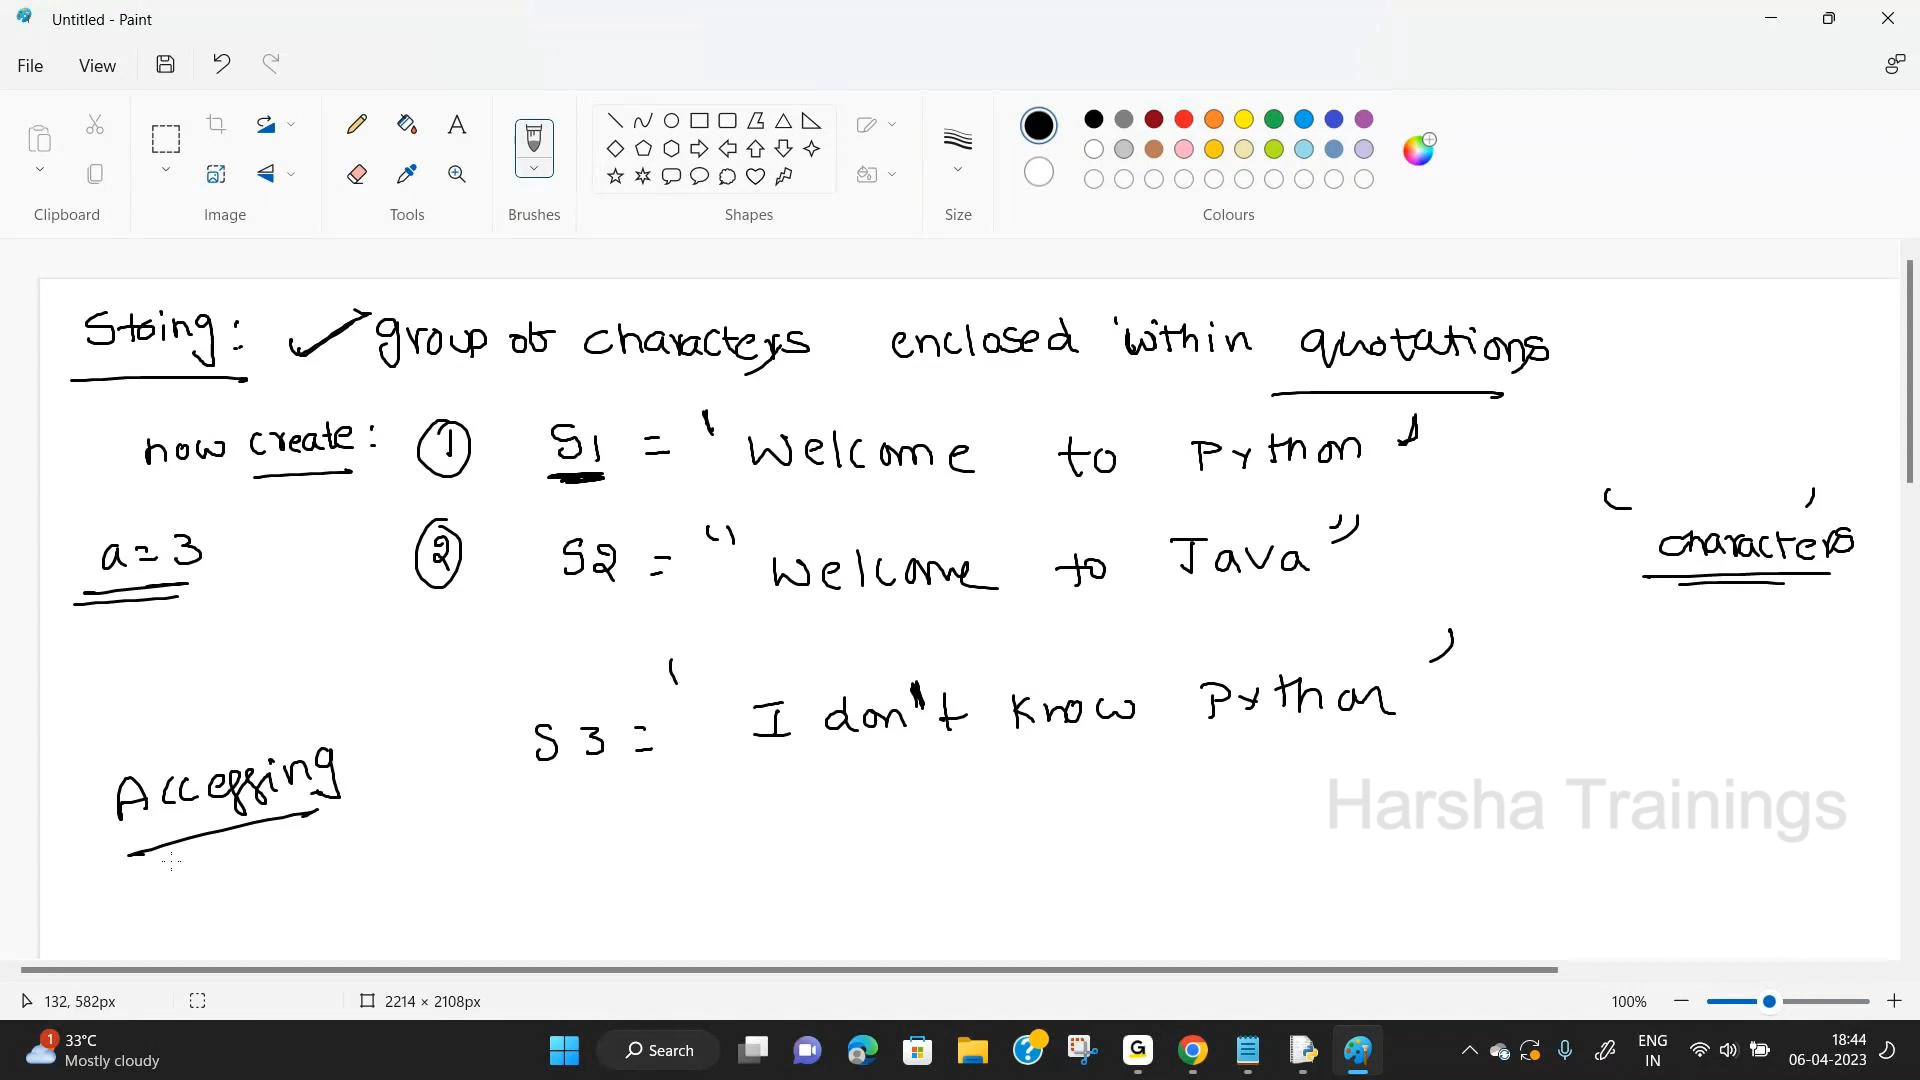 Untitled - Paint
File View
Clipboard Image Tools Brushes Shapes Size Colours
String: ✓ group of characters enclosed within quotations
how create: ① S1 = ' Welcome to Python '
a = 3 ② S2 = " Welcome to Java " ' characters '
S3 = ' I don't know Python '
Accessing
Harsha Trainings
132, 582px 2214 × 2108px 100%
1 33°C
Mostly cloudy
Search
ENG
IN
18:44
06-04-2023